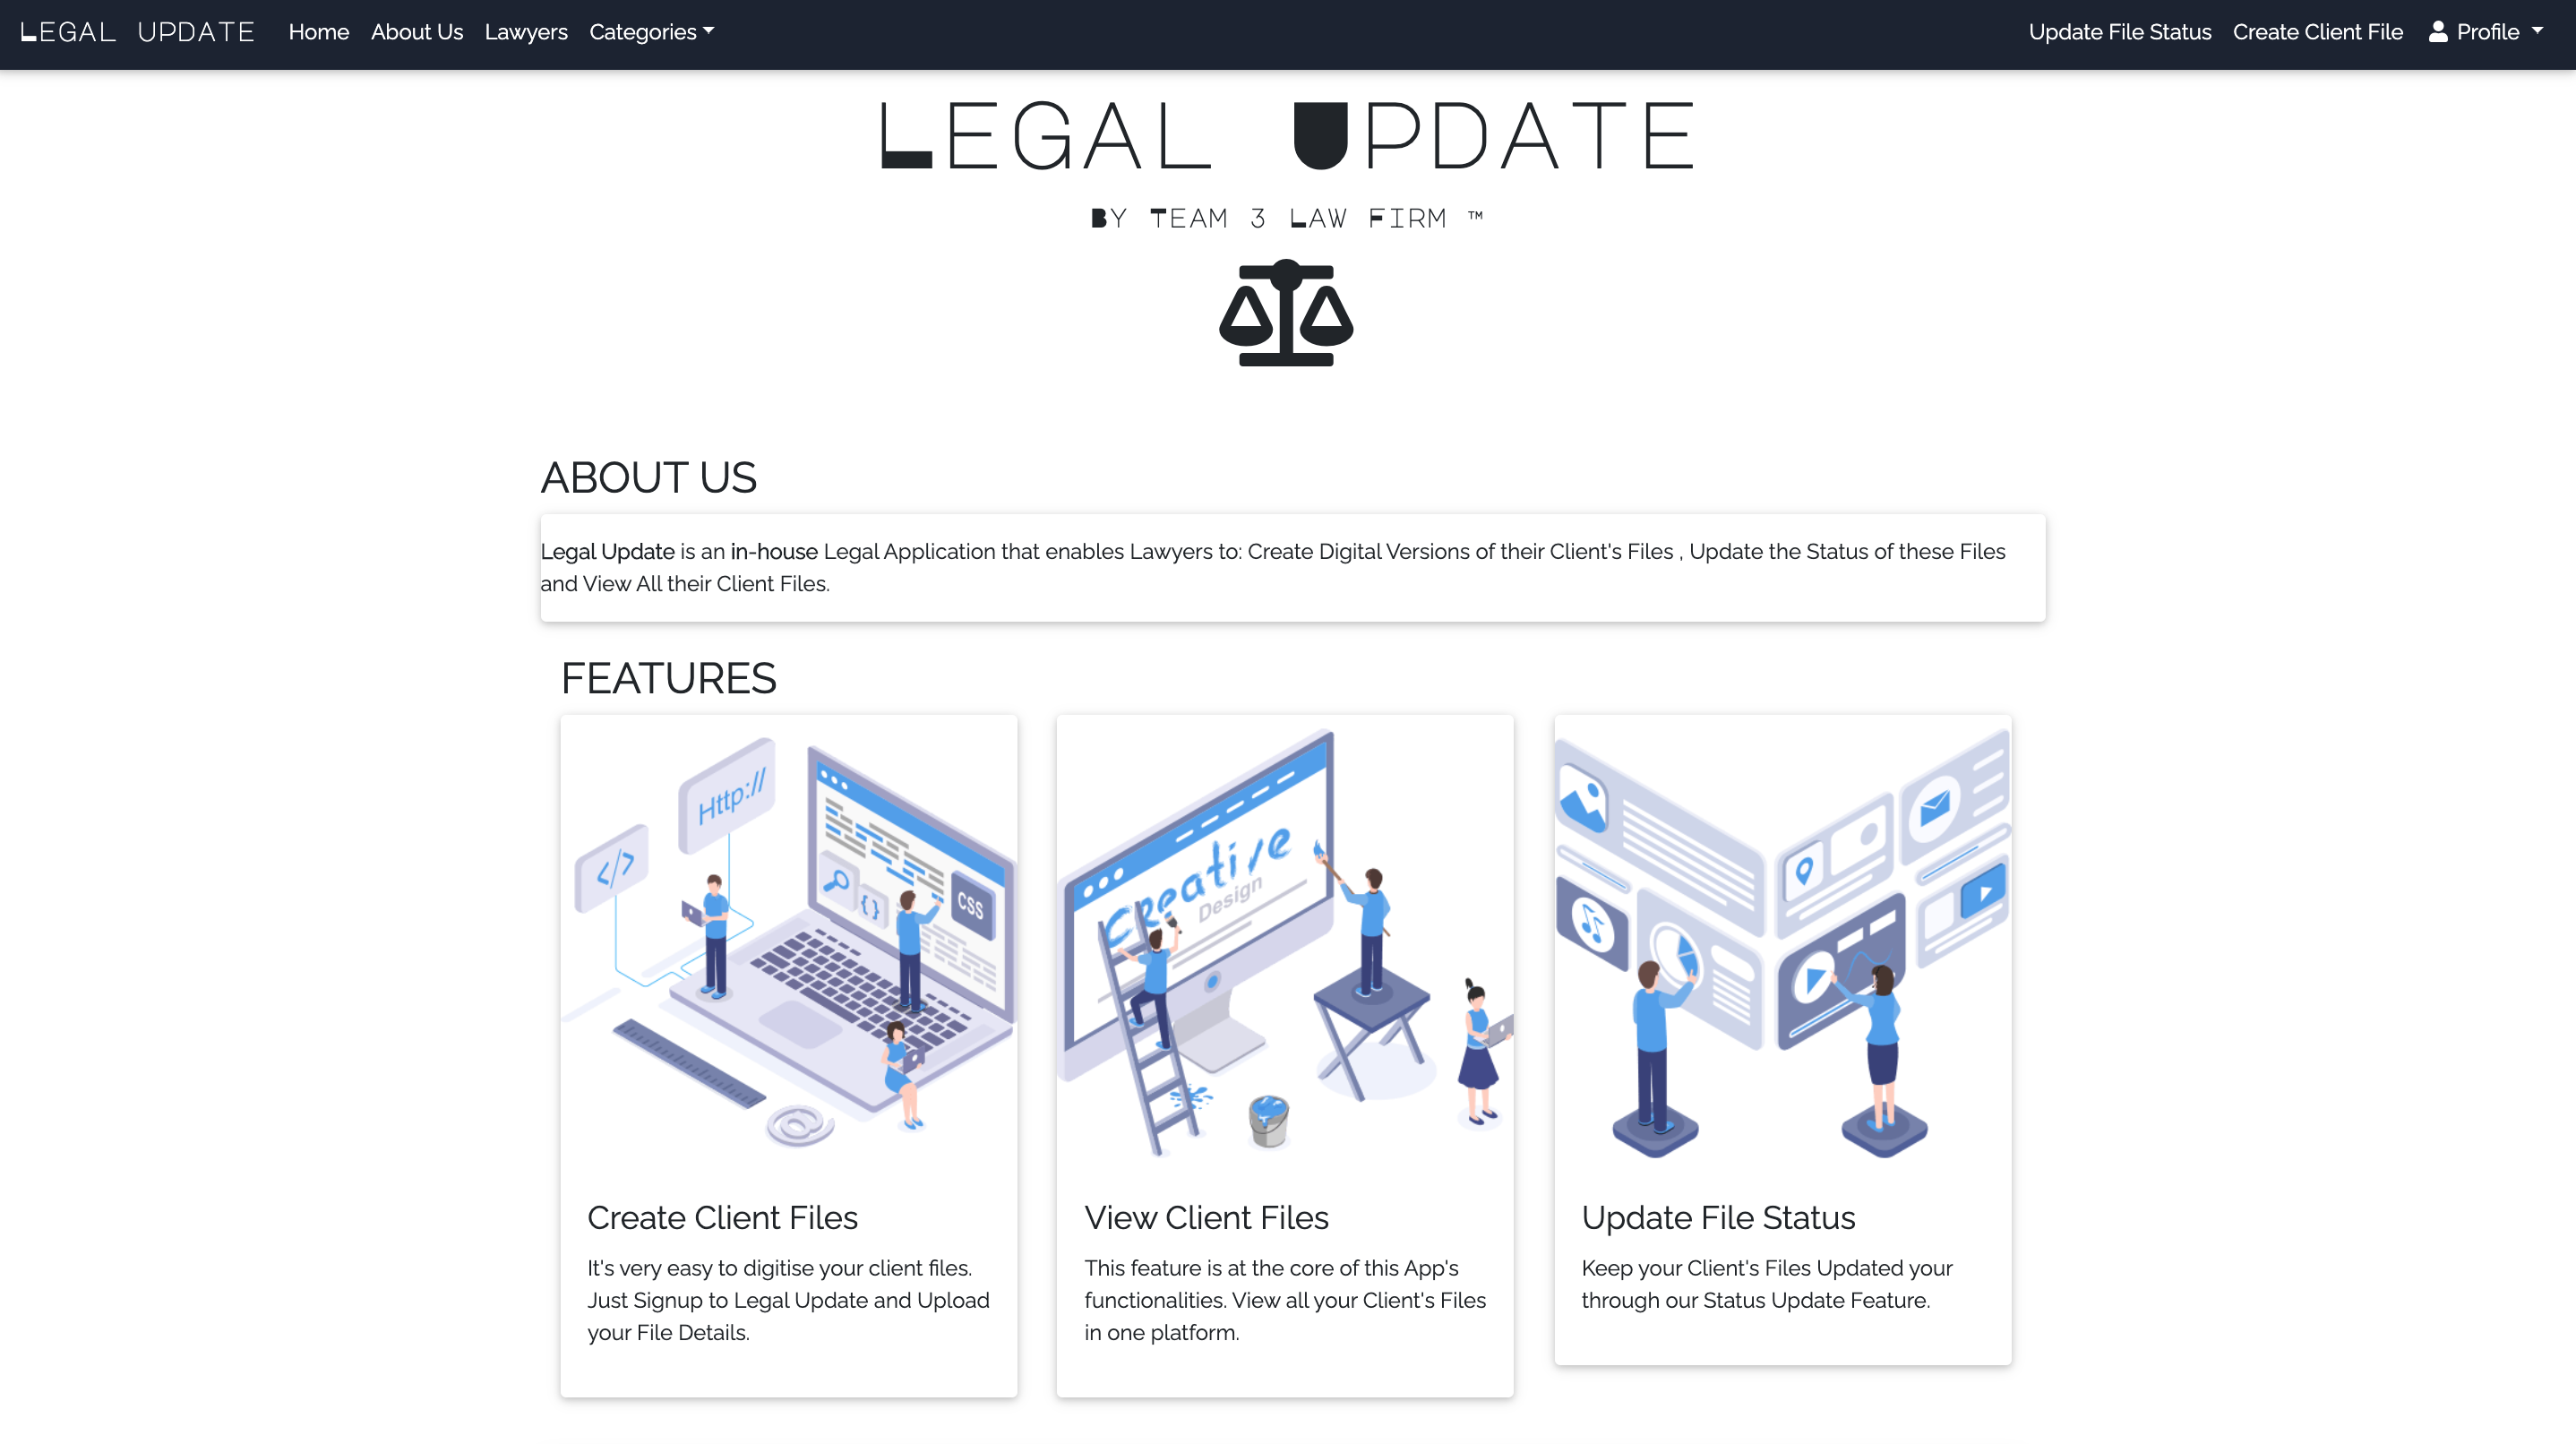 LEGAL UPDATE Home About Us Lawyers Categories Update File Status Create Client File Profile
LEGAL UPDATE
BY TEAM 3 LAW FIRM ™
ABOUT US
Legal Update is an in-house Legal Application that enables Lawyers to: Create Digital Versions of their Client's Files , Update the Status of these Files
and View All their Client Files.
FEATURES
Http://
</>
{ }
CSS
Creative
Design
Create Client Files
It's very easy to digitise your client files.
Just Signup to Legal Update and Upload
your File Details.
View Client Files
This feature is at the core of this App's
functionalities. View all your Client's Files
in one platform.
Update File Status
Keep your Client's Files Updated your
through our Status Update Feature.